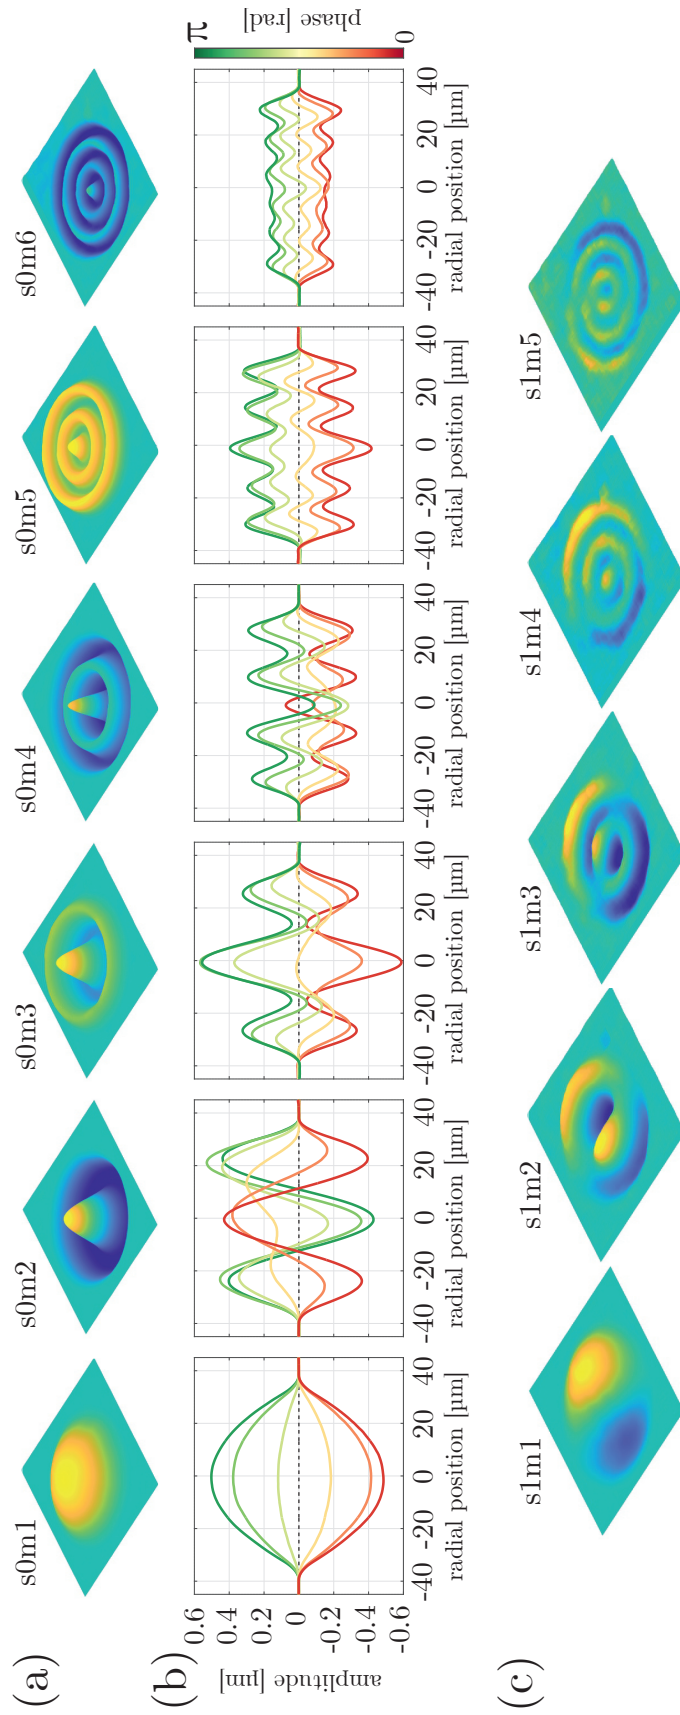 (a)
s0m1 s0m2 s0m3 s0m4 s0m5 s0m6
(b)
amplitude [µm]
0.6
0.4
0.2
0
-0.2
-0.4
-0.6
-40 -20 0 20 40
radial position [µm]
-40 -20 0 20 40
radial position [µm]
-40 -20 0 20 40
radial position [µm]
-40 -20 0 20 40
radial position [µm]
-40 -20 0 20 40
radial position [µm]
-40 -20 0 20 40
radial position [µm]
π
0
phase [rad]
(c)
s1m1 s1m2 s1m3 s1m4 s1m5